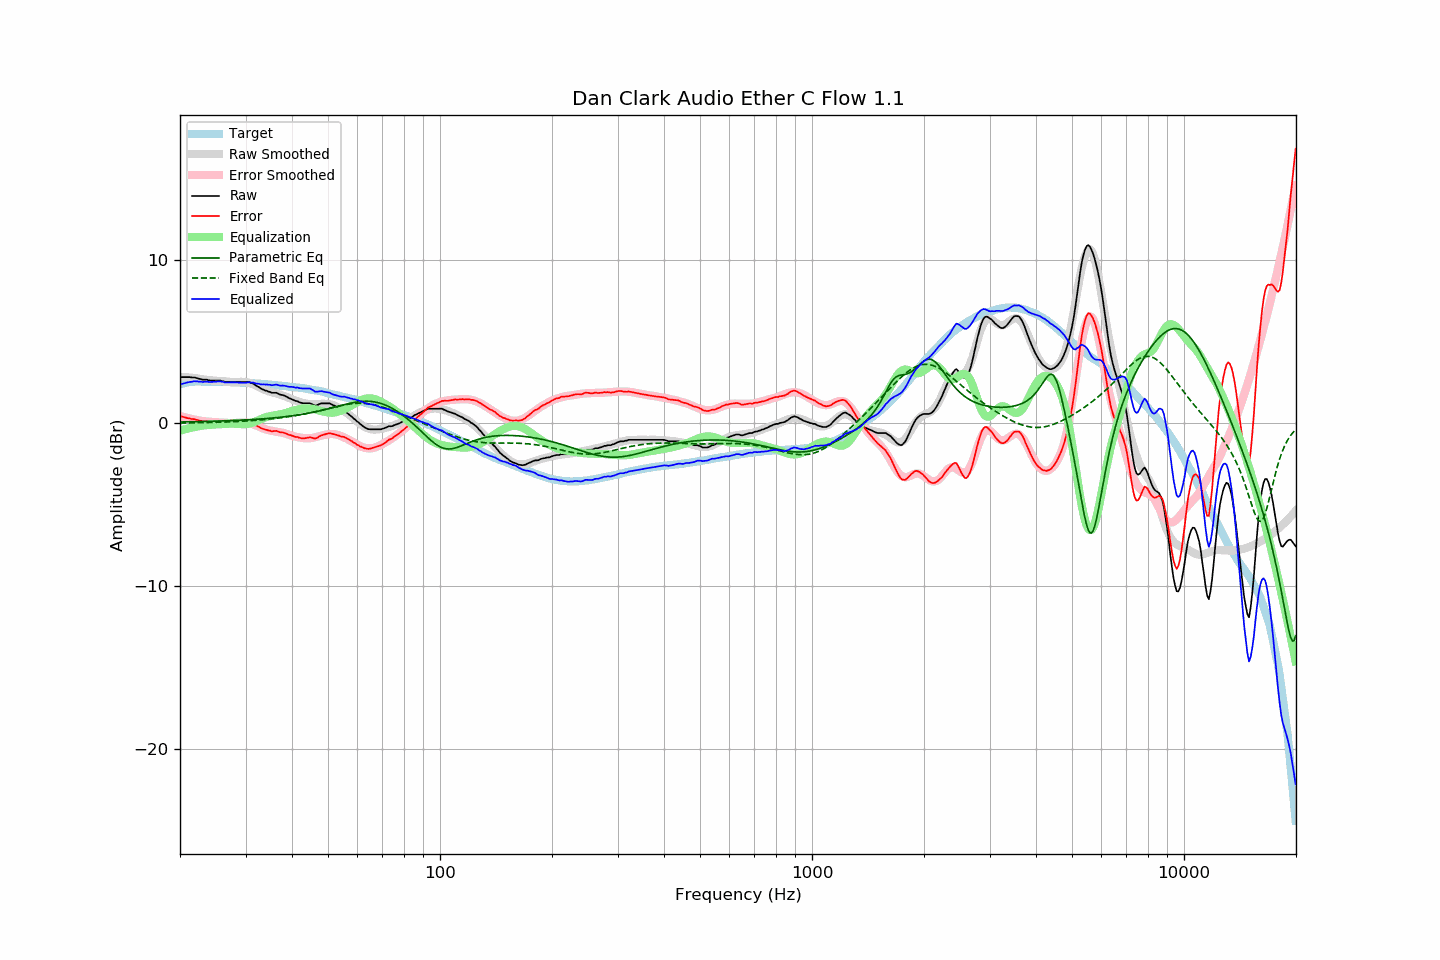 Dan Clark Audio Ether C Flow 1.1
Target
Raw Smoothed
Error Smoothed
Raw
Error
Equalization
Parametric Eq
Fixed Band Eq
Equalized
10
0
−10
−20
Amplitude (dBr)
100
1000
10000
Frequency (Hz)